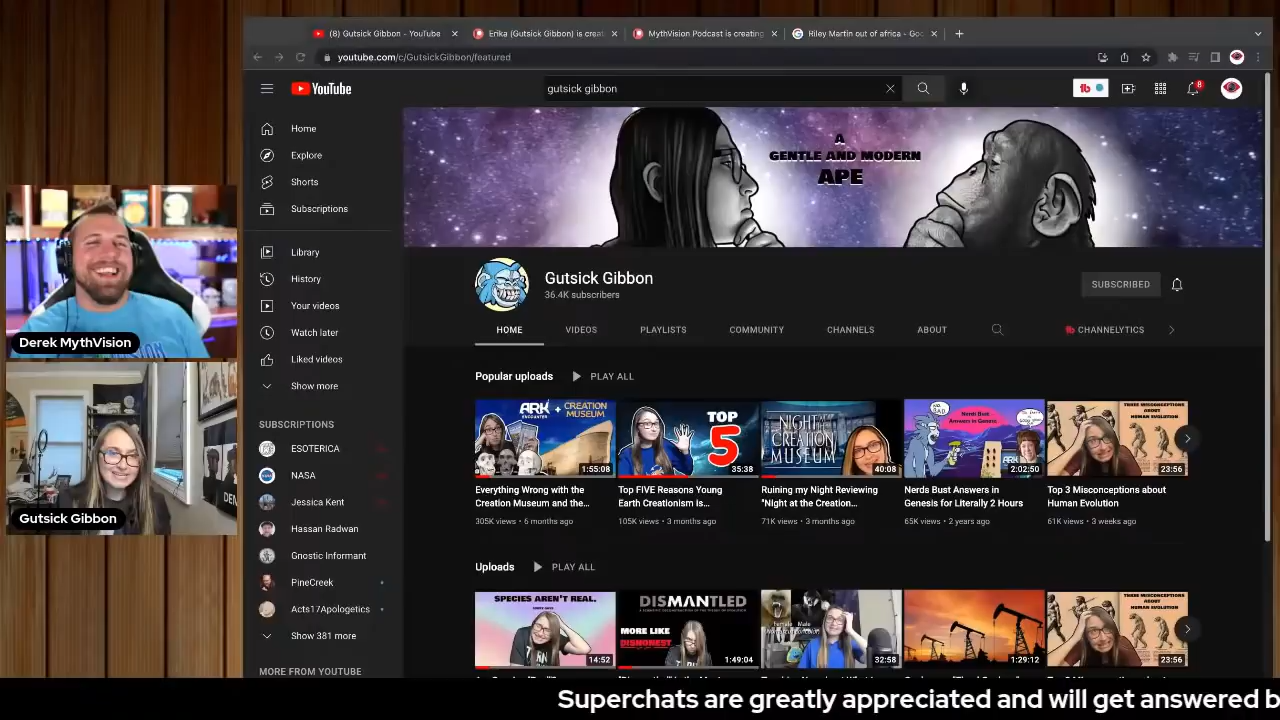 (8) Gutsick Gibbon - YouTube
Erika (Gutsick Gibbon) is creat
MythVision Podcast is creating
Riley Martin out of africa - Goo
youtube.com/c/GutsickGibbon/featured
YouTube
gutsick gibbon
8
Home
Explore
Shorts
Subscriptions
Library
History
Your videos
Watch later
Liked videos
Show more
SUBSCRIPTIONS
ESOTERICA
NASA
Jessica Kent
Hassan Radwan
Gnostic Informant
PineCreek
Acts17Apologetics
Show 381 more
MORE FROM YOUTUBE
A
GENTLE AND MODERN
APE
Gutsick Gibbon
36.4K subscribers
SUBSCRIBED
HOME
VIDEOS
PLAYLISTS
COMMUNITY
CHANNELS
ABOUT
CHANNELYTICS
Popular uploads
PLAY ALL
ARK
ENCOUNTER
+
CREATION
MUSEUM
1:55:08
Everything Wrong with the
Creation Museum and the...
305K views • 6 months ago
TOP
5
35:38
Top FIVE Reasons Young
Earth Creationism is...
105K views • 3 months ago
NIGHT AT THE
CREATION
MUSEUM
40:08
Ruining my Night Reviewing
"Night at the Creation...
71K views • 3 months ago
Nerds Bust
Answers in Genesis
ARK
2:02:50
Nerds Bust Answers in
Genesis for Literally 2 Hours
65K views • 2 years ago
THREE MISCONCEPTIONS
ABOUT
HUMAN EVOLUTION
23:56
Top 3 Misconceptions about
Human Evolution
61K views • 3 weeks ago
Uploads
PLAY ALL
SPECIES AREN'T REAL.
14:52
DISMANTLED
MORE LIKE
DISHONEST
1:49:04
Female
Male
32:58
1:29:12
THREE MISCONCEPTIONS
ABOUT
HUMAN EVOLUTION
23:56
Derek MythVision
Gutsick Gibbon
Superchats are greatly appreciated and will get answered b